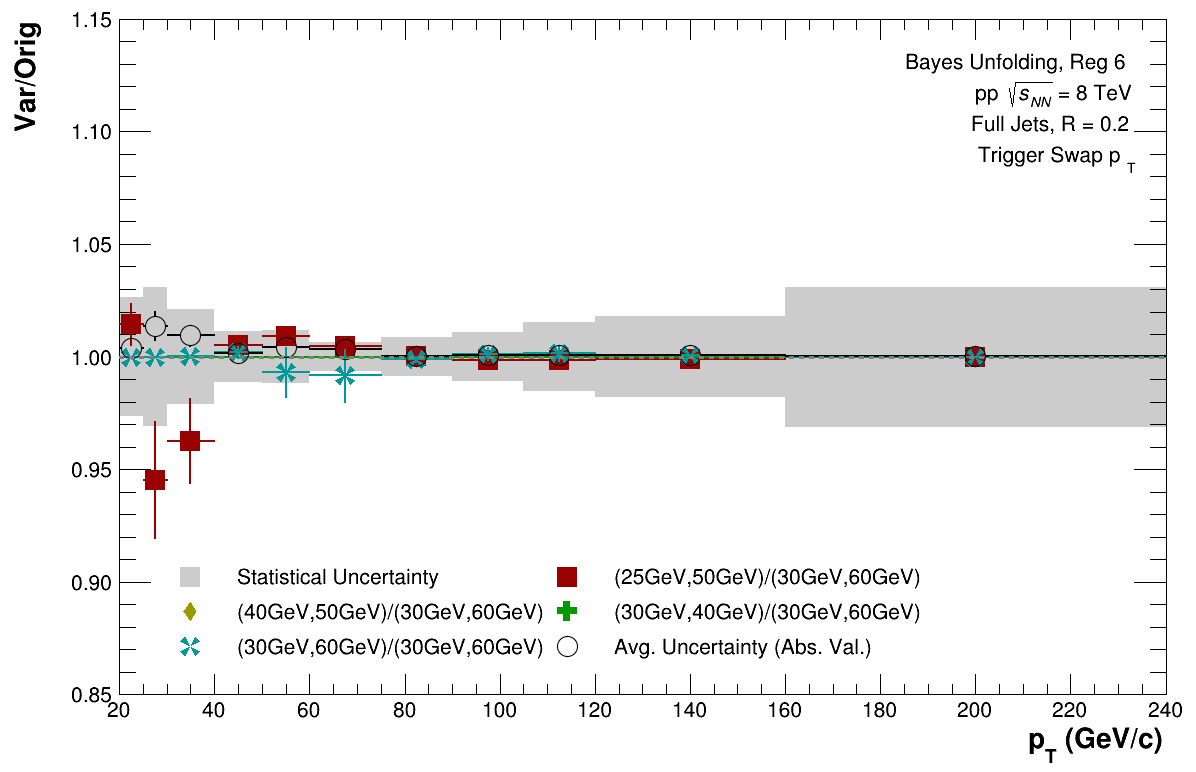 Var/Orig
1.15
1.10
1.05
1.00
0.95
0.90
0.85
Bayes Unfolding, Reg 6
pp √sNN = 8 TeV
Full Jets, R = 0.2
Trigger Swap pT
Statistical Uncertainty
(25GeV,50GeV)/(30GeV,60GeV)
(40GeV,50GeV)/(30GeV,60GeV)
(30GeV,40GeV)/(30GeV,60GeV)
(30GeV,60GeV)/(30GeV,60GeV)
Avg. Uncertainty (Abs. Val.)
20 40 60 80 100 120 140 160 180 200 220 240
pT (GeV/c)